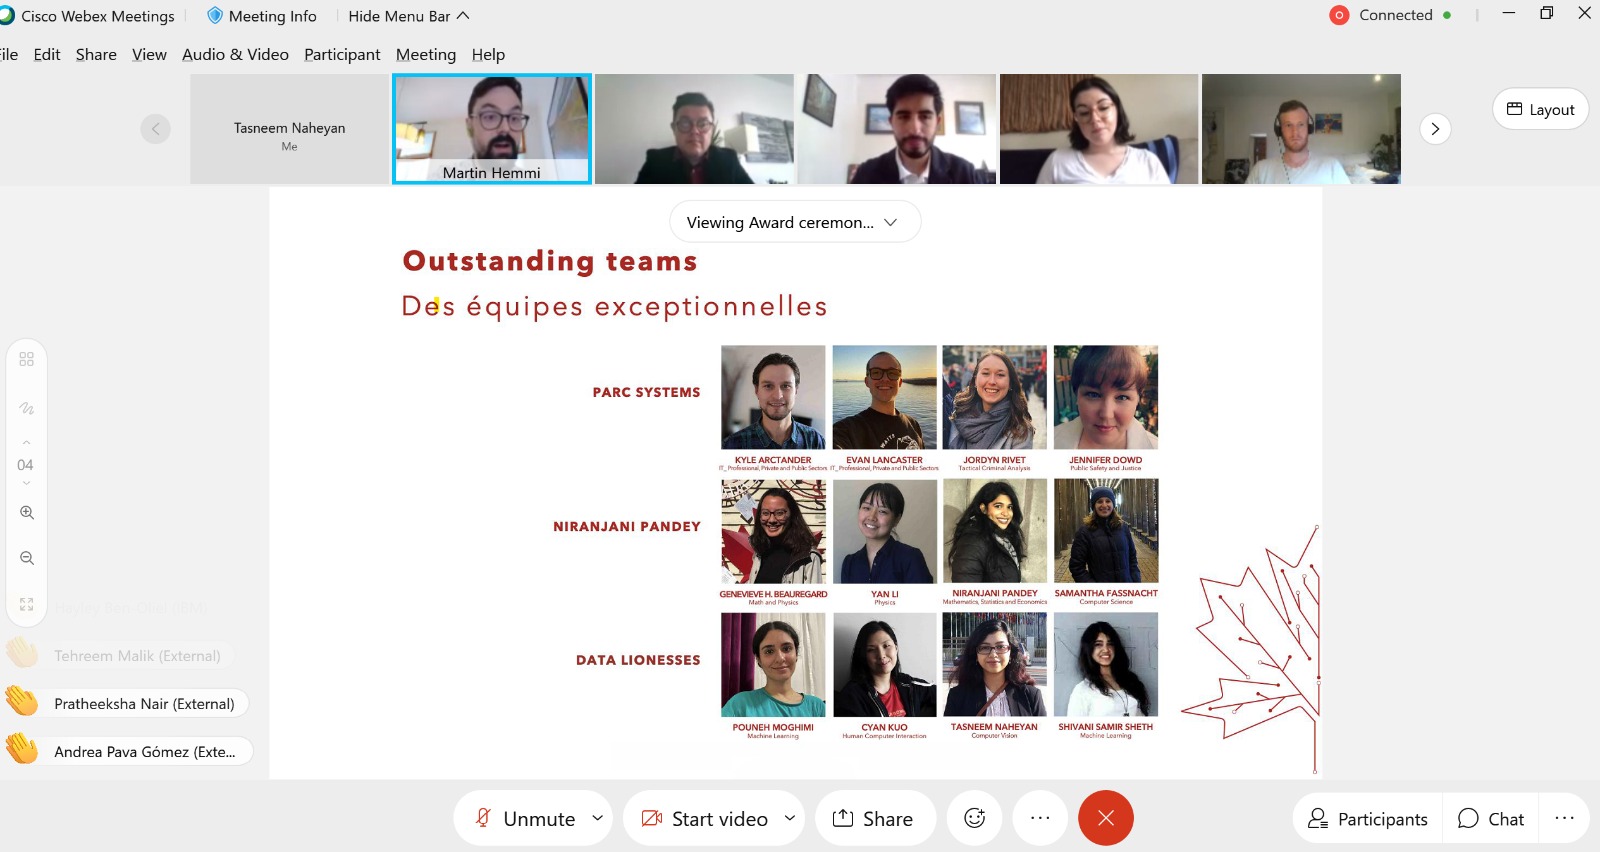 Cisco Webex Meetings
Meeting Info
Hide Menu Bar
Connected
File Edit Share View Audio & Video Participant Meeting Help
Tasneem Naheyan
Me
Martin Hemmi
Layout
Viewing Award ceremon...
Outstanding teams
Des équipes exceptionnelles
PARC SYSTEMS
KYLE ARCTANDER
IT_ Professional, Private and Public Sectors
EVAN LANCASTER
IT_ Professional, Private and Public Sectors
JORDYN RIVET
Tactical Criminal Analysis
JENNIFER DOWD
Public Safety and Justice
NIRANJANI PANDEY
GENEVIEVE H. BEAUREGARD
Math and Physics
YAN LI
Physics
NIRANJANI PANDEY
Mathematics, Statistics and Economics
SAMANTHA FASSNACHT
Computer Science
DATA LIONESSES
POUNEH MOGHIMI
Machine Learning
CYAN KUO
Human Computer Interaction
TASNEEM NAHEYAN
Computer Vision
SHIVANI SAMIR SHETH
Machine Learning
04
Tehreem Malik (External)
Pratheeksha Nair (External)
Andrea Pava Gómez (Exte...
Unmute
Start video
Share
Participants
Chat